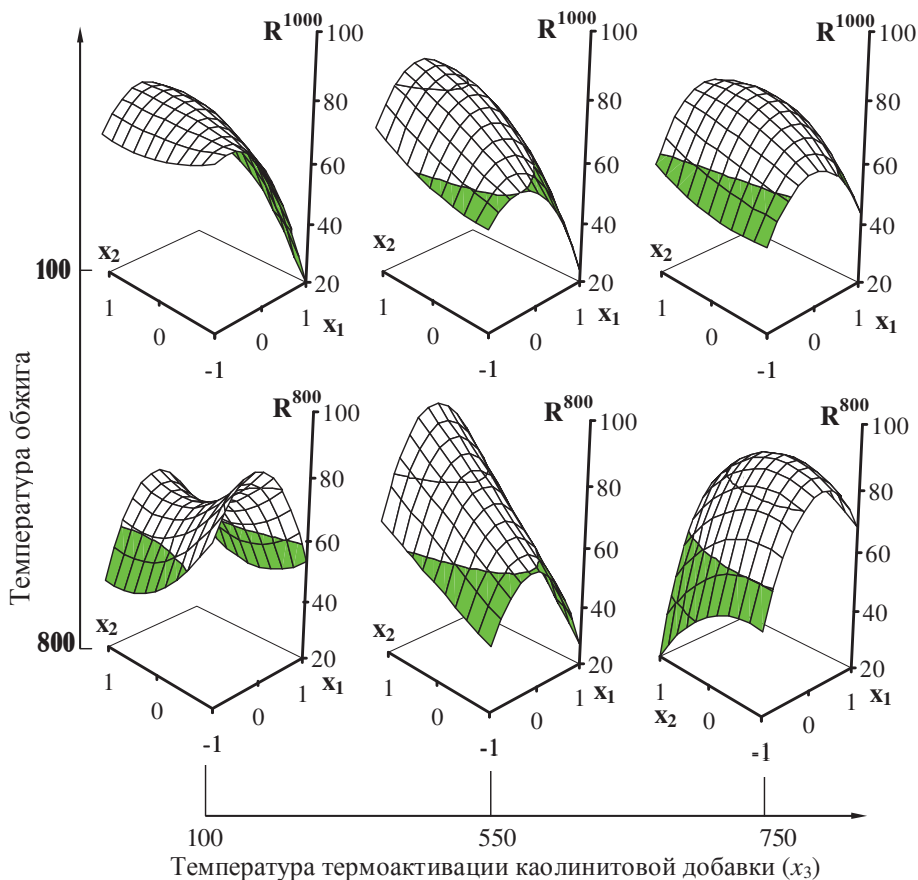 R1000 100 80 60 40 20
x2 1 0 -1 0 1 x1
R1000 100 80 60 40 20
x2 1 0 -1 0 1 x1
R1000 100 80 60 40 20
x2 1 0 -1 0 1 x1
100
Температура обжига
R800 100 80 60 40 20
x2 1 0 -1 0 1 x1
R800 100 80 60 40 20
x2 1 0 -1 0 1 x1
R800 100 80 60 40 20
1 x2 0 -1 0 1 x1
800
100 550 750
Температура термоактивации каолинитовой добавки (x3)